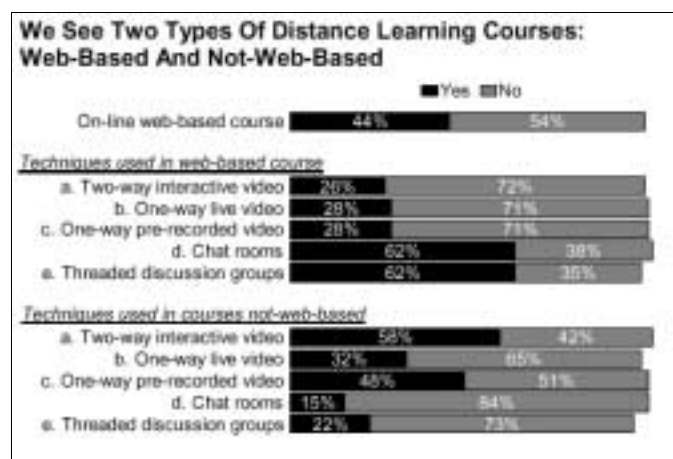 We See Two Types Of Distance Learning Courses:
Web-Based And Not-Web-Based
Yes No
On-line web-based course 44% 54%
Techniques used in web-based course
a. Two-way interactive video 26% 72%
b. One-way live video 28% 71%
c. One-way pre-recorded video 28% 71%
d. Chat rooms 62% 38%
e. Threaded discussion groups 62% 35%
Techniques used in courses not-web-based
a. Two-way interactive video 58% 42%
b. One-way live video 32% 65%
c. One-way pre-recorded video 48% 51%
d. Chat rooms 15% 84%
e. Threaded discussion groups 22% 73%